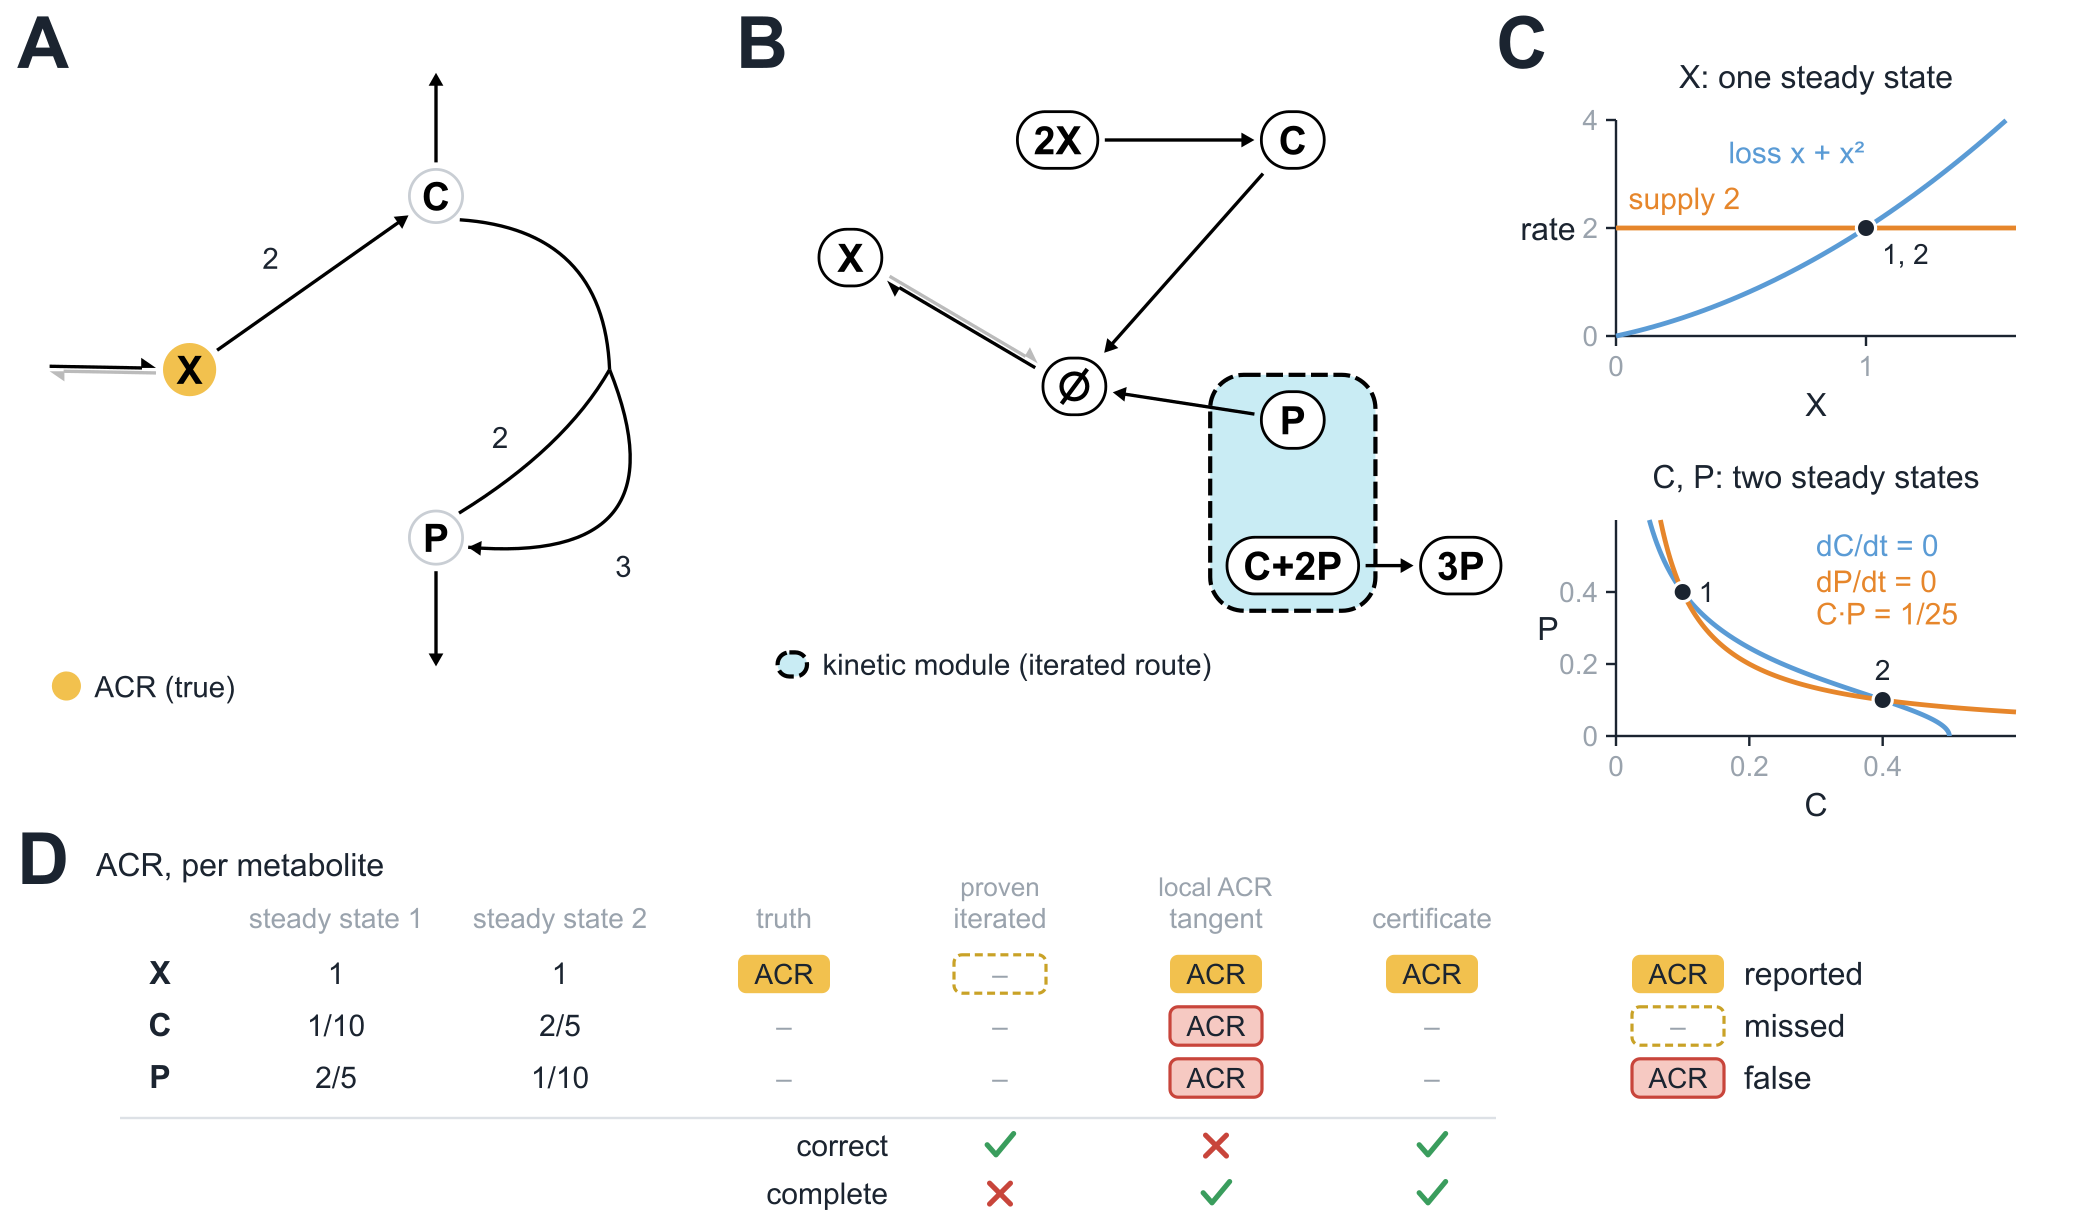 A
B
C
C
2
X
2
P
3
ACR (true)
2X
C
X
∅
P
C+2P
3P
kinetic module (iterated route)
X: one steady state
4
loss x + x²
supply 2
rate 2
1, 2
0
0
1
X
C, P: two steady states
dC/dt = 0
dP/dt = 0
C·P = 1/25
0.4
1
P
0.2
2
0
0
0.2
0.4
C
D ACR, per metabolite
proven
local ACR
steady state 1
steady state 2
truth
iterated
tangent
certificate
X 1 1 ACR – ACR ACR
C 1/10 2/5 – – ACR –
P 2/5 1/10 – – ACR –
ACR reported
– missed
ACR false
correct
complete